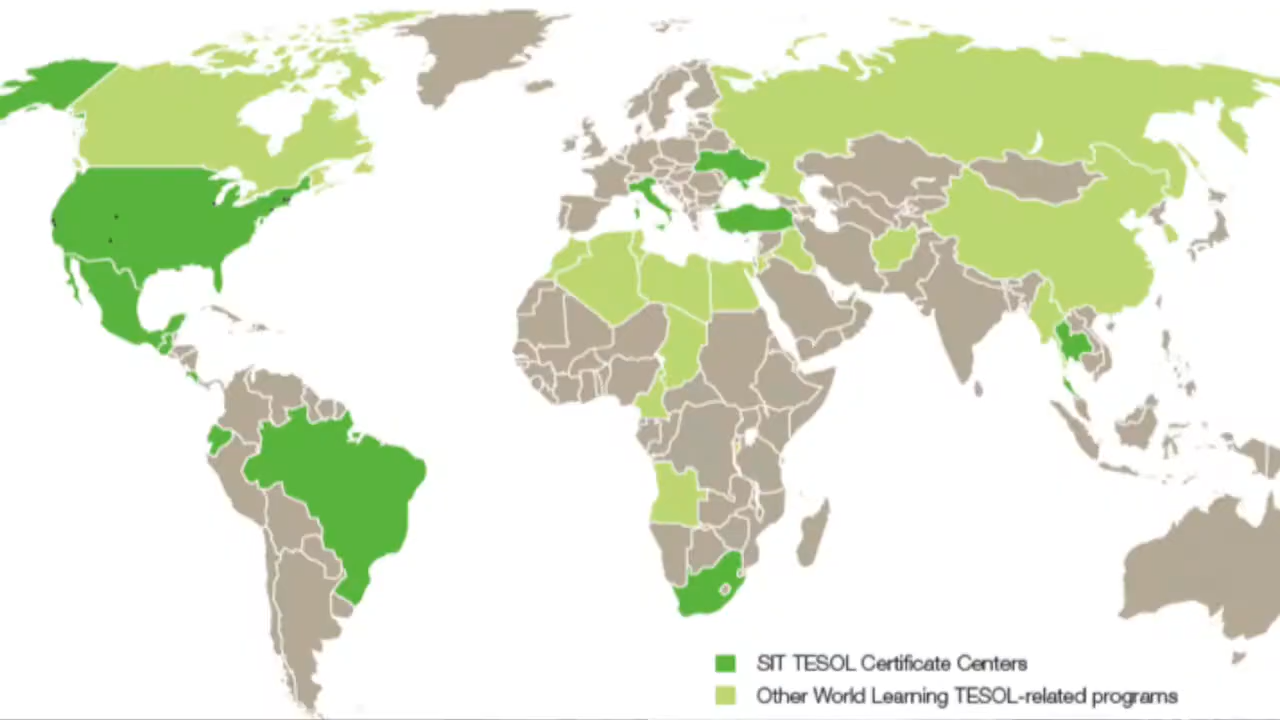 SIT TESOL Certificate Centers
Other World Learning TESOL-related programs